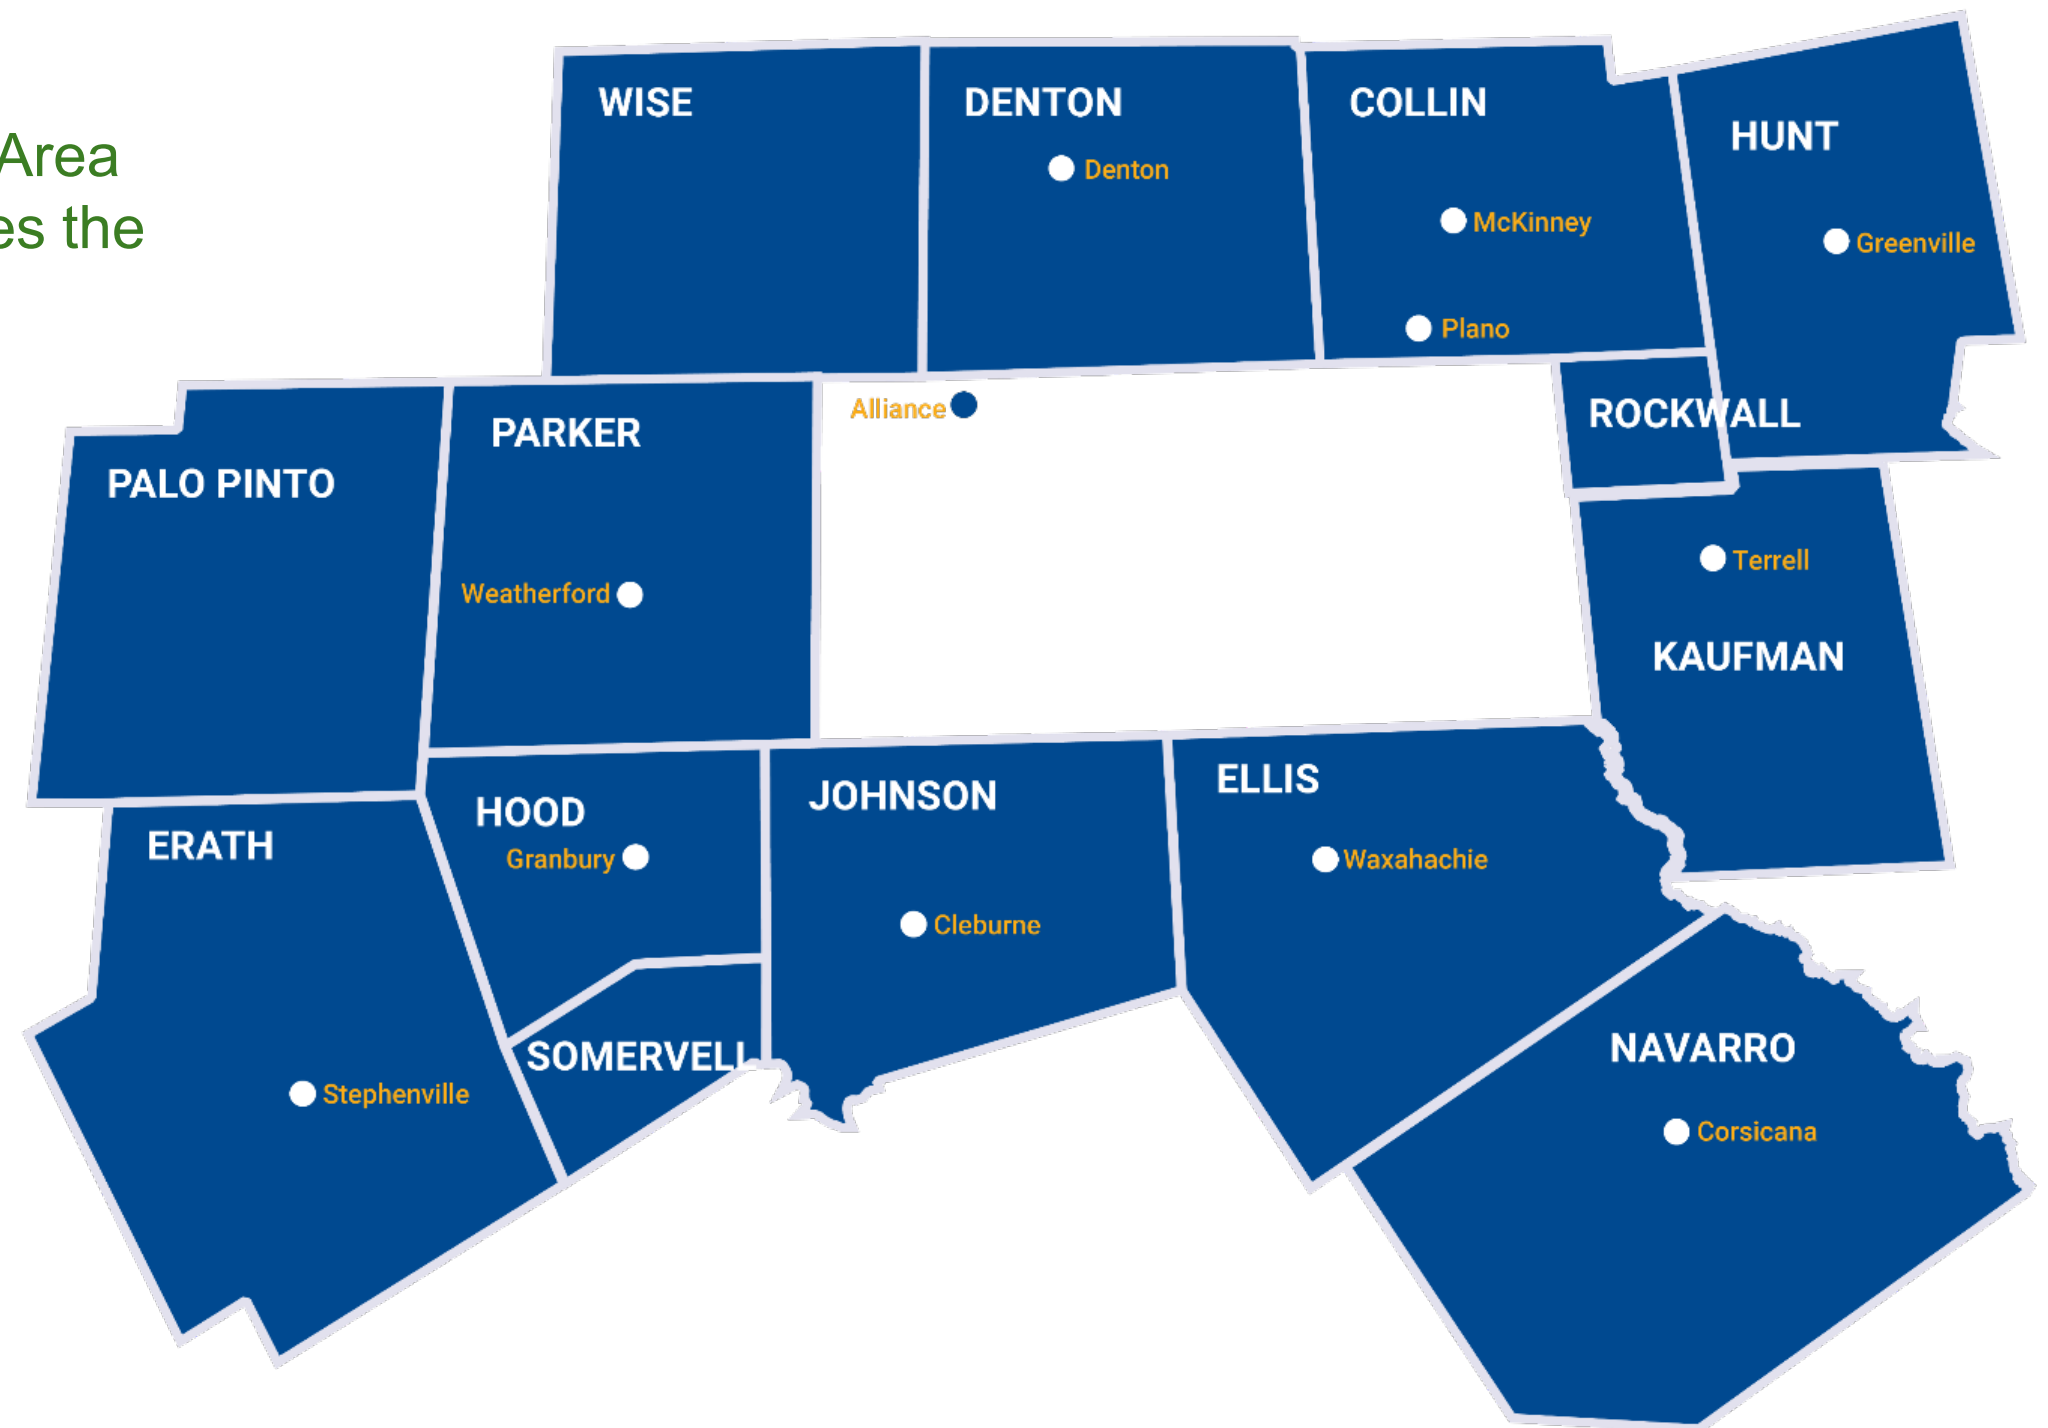 Area
es the
WISE
DENTON
COLLIN
HUNT
Denton
McKinney
Greenville
Plano
Alliance
ROCKWALL
PARKER
PALO PINTO
Terrell
Weatherford
KAUFMAN
ELLIS
JOHNSON
HOOD
ERATH
Granbury
Waxahachie
Cleburne
NAVARRO
SOMERVELL
Stephenville
Corsicana